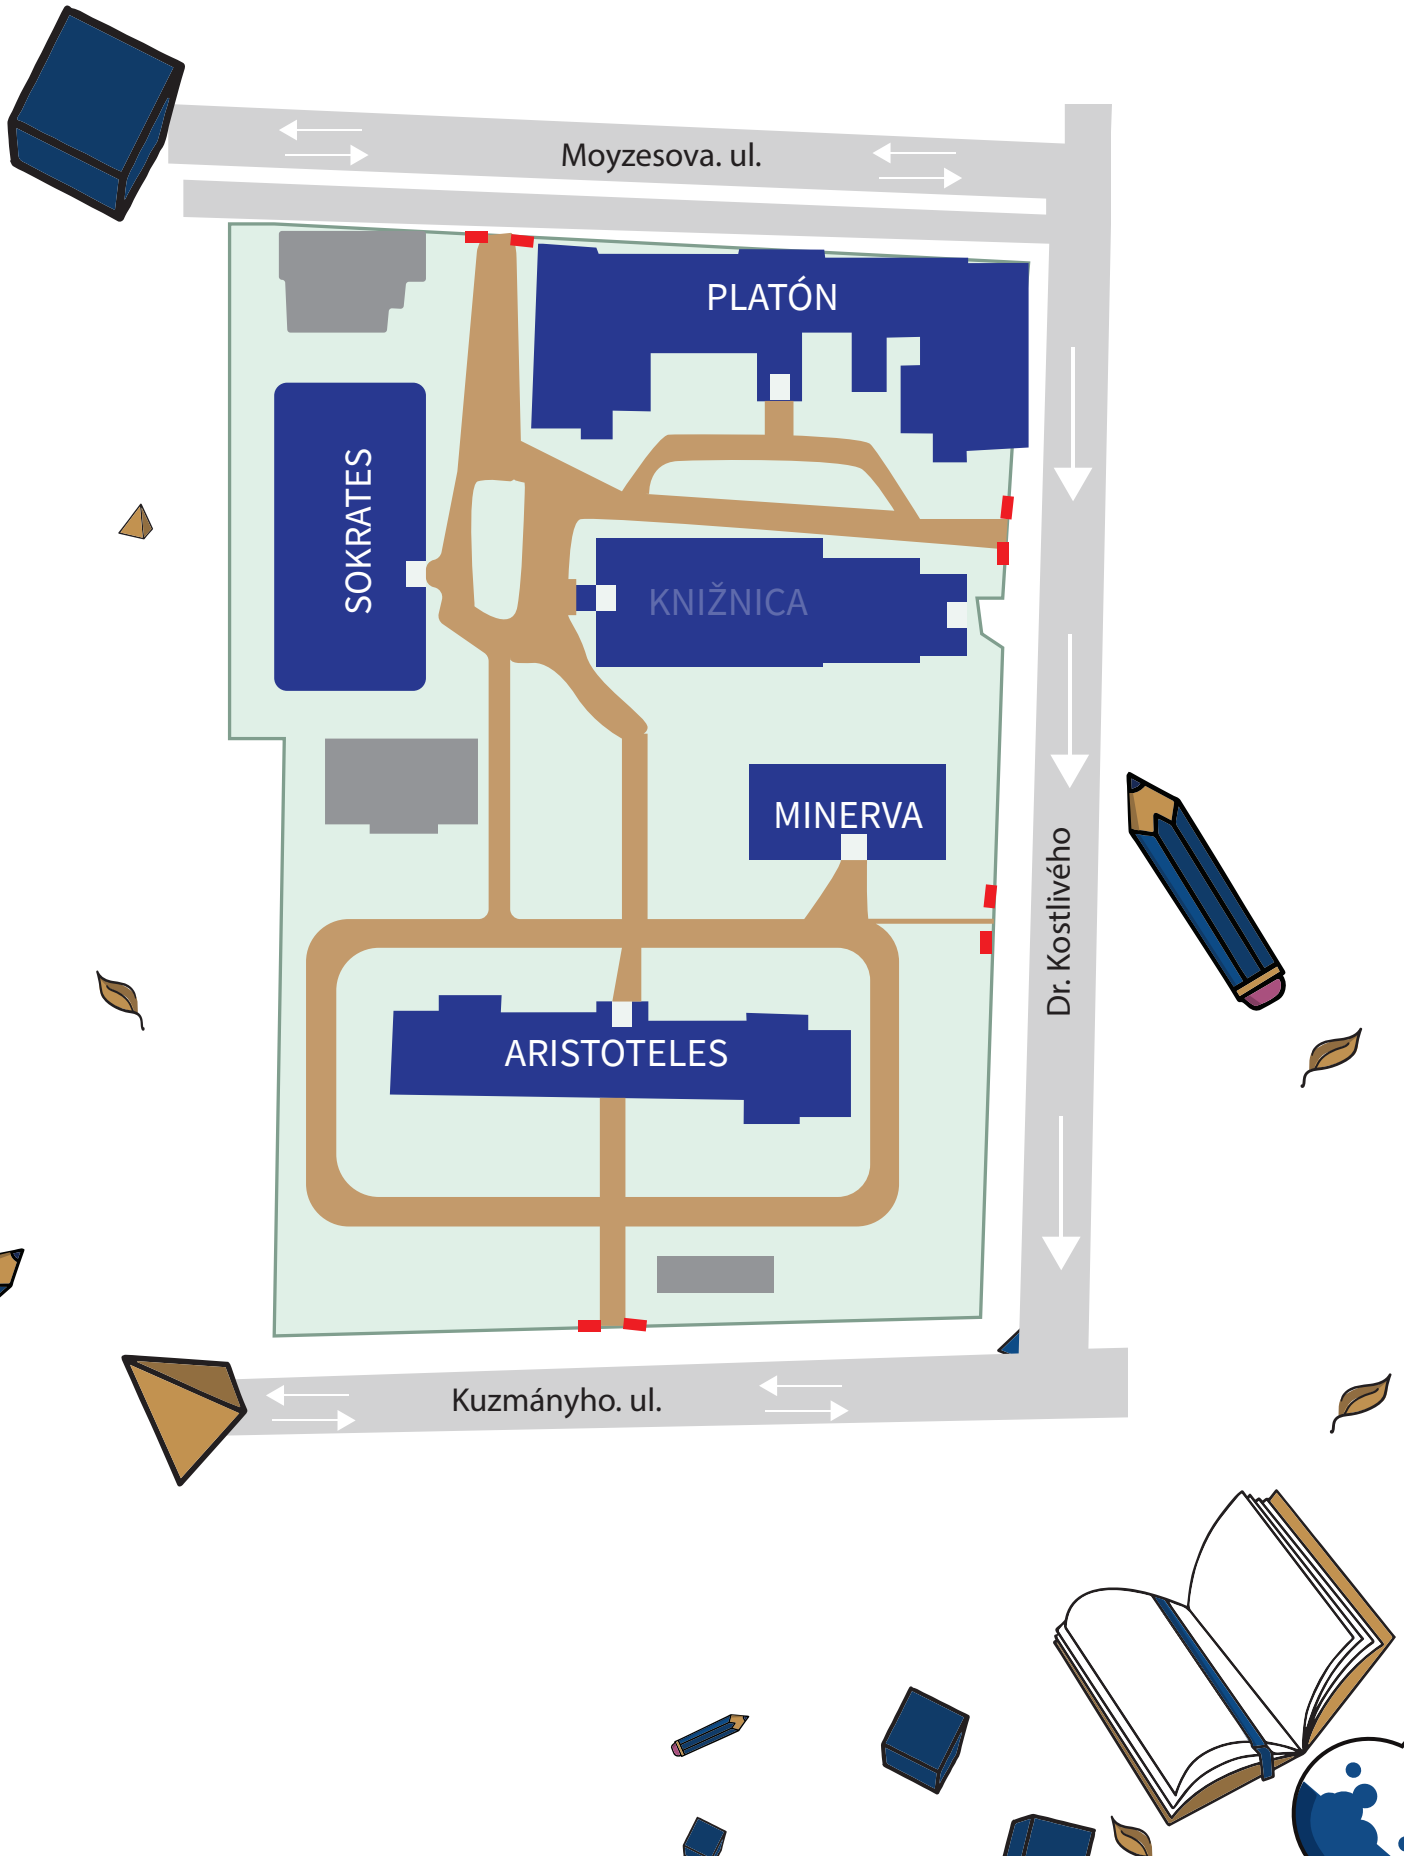 Moyzesova. ul.
PLATÓN
SOKRATES
KNIŽNICA
MINERVA
Dr. Kostlivého
ARISTOTELES
Kuzmányho. ul.